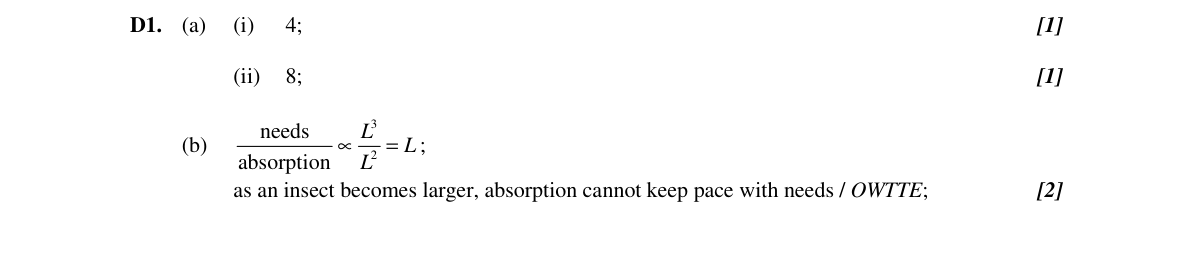 D1. (a) (i) 4; [1]
(ii) 8; [1]
(b) needs/absorption ∝ L³/L² = L;
as an insect becomes larger, absorption cannot keep pace with needs / OWTTE; [2]